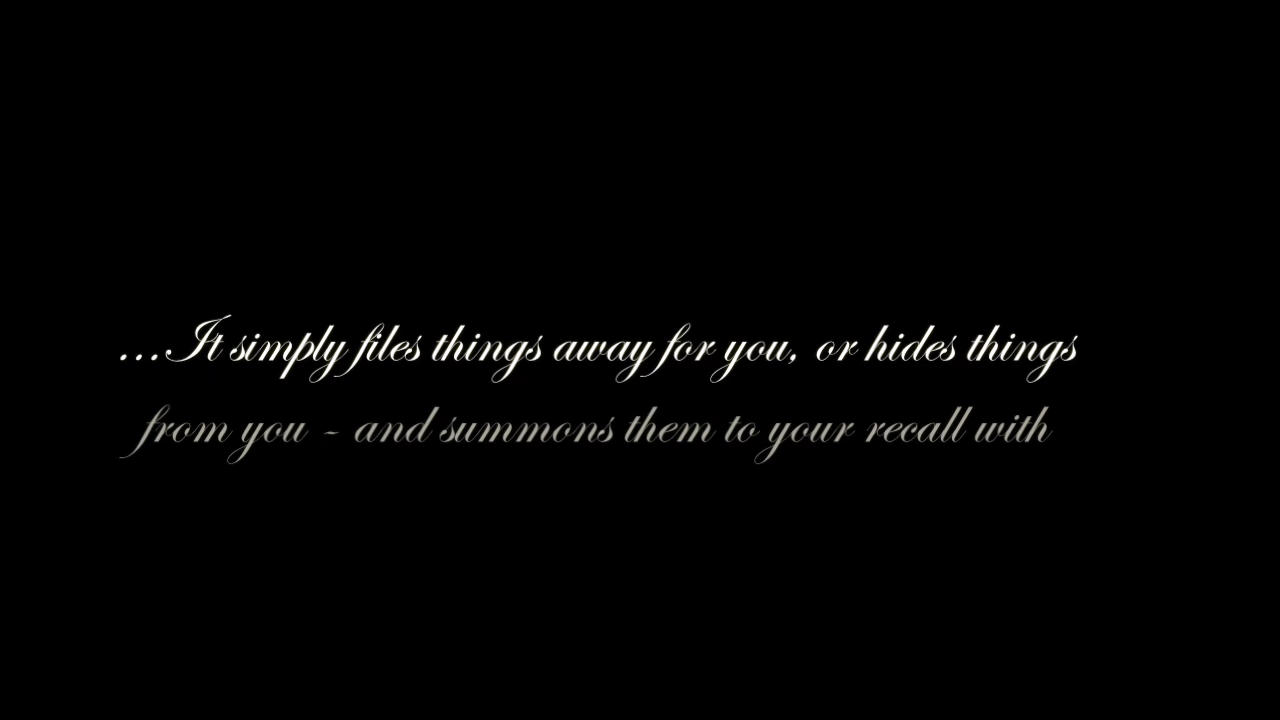 ...It simply files things away for you, or hides things
from you - and summons them to your recall with